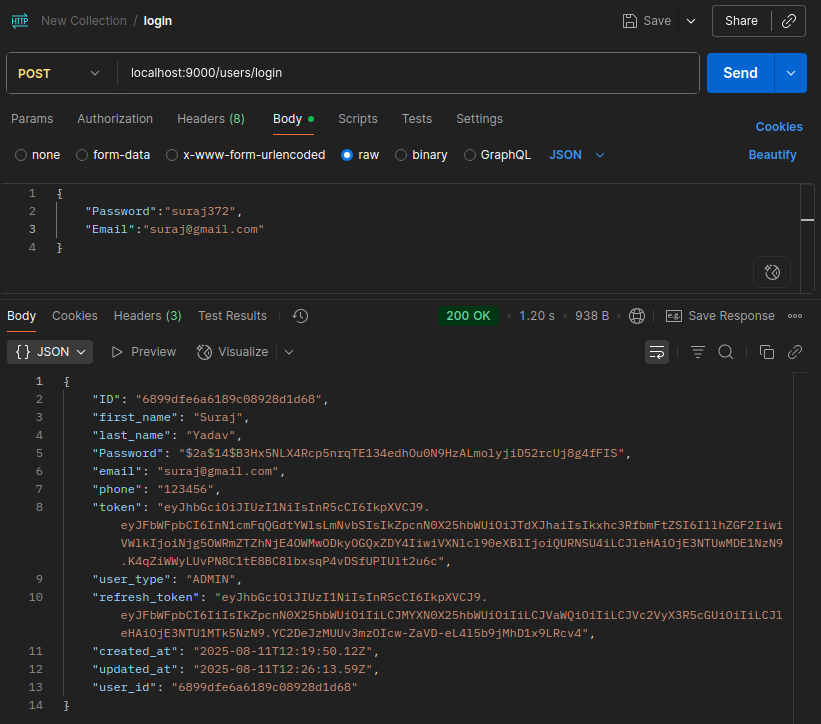 HTTP New Collection / login Save Share
POST localhost:9000/users/login Send
Params Authorization Headers (8) Body Scripts Tests Settings Cookies
none form-data x-www-form-urlencoded raw binary GraphQL JSON Beautify
1 {
2 "Password":"suraj372",
3 "Email":"suraj@gmail.com"
4 }
Body Cookies Headers (3) Test Results 200 OK • 1.20 s • 938 B • e.g. Save Response
{} JSON Preview Visualize
1 {
2 "ID": "6899dfe6a6189c08928d1d68",
3 "first_name": "Suraj",
4 "last_name": "Yadav",
5 "Password": "$2a$14$B3Hx5NLX4Rcp5nrqTE134edhOu0N9HzALmolyjiD52rcUj8g4fFIS",
6 "email": "suraj@gmail.com",
7 "phone": "123456",
8 "token": "eyJhbGciOiJIUzI1NiIsInR5cCI6IkpXVCJ9.
eyJFbWFpbCI6InN1cmFqQGdtYWlsLmNvbSIsIkZpcnN0X25hbWUiOiJTdXJhaiIsIkxhc3RfbmFtZSI6IllhZGF2Iiwi
VWlkIjoiNjg5OWRmZTZhNjE4OWMwODkyOGQxZDY4IiwiVXNlcl90eXBlIjoiQURNSU4iLCJleHAiOjE3NTUwMDE1NzN9
.K4qZiWWyLUvPN8C1tE8BC8lbxsqP4vDSfUPIUlt2u6c",
9 "user_type": "ADMIN",
10 "refresh_token": "eyJhbGciOiJIUzI1NiIsInR5cCI6IkpXVCJ9.
eyJFbWFpbCI6IiIsIkZpcnN0X25hbWUiOiIiLCJMYXN0X25hbWUiOiIiLCJVaWQiOiIiLCJVc2VyX3R5cGUiOiIiLCJl
eHAiOjE3NTU1MTk5NzN9.YC2DeJzMUUv3mzOIcw-ZaVD-eL4l5b9jMhD1x9LRcv4",
11 "created_at": "2025-08-11T12:19:50.12Z",
12 "updated_at": "2025-08-11T12:26:13.59Z",
13 "user_id": "6899dfe6a6189c08928d1d68"
14 }